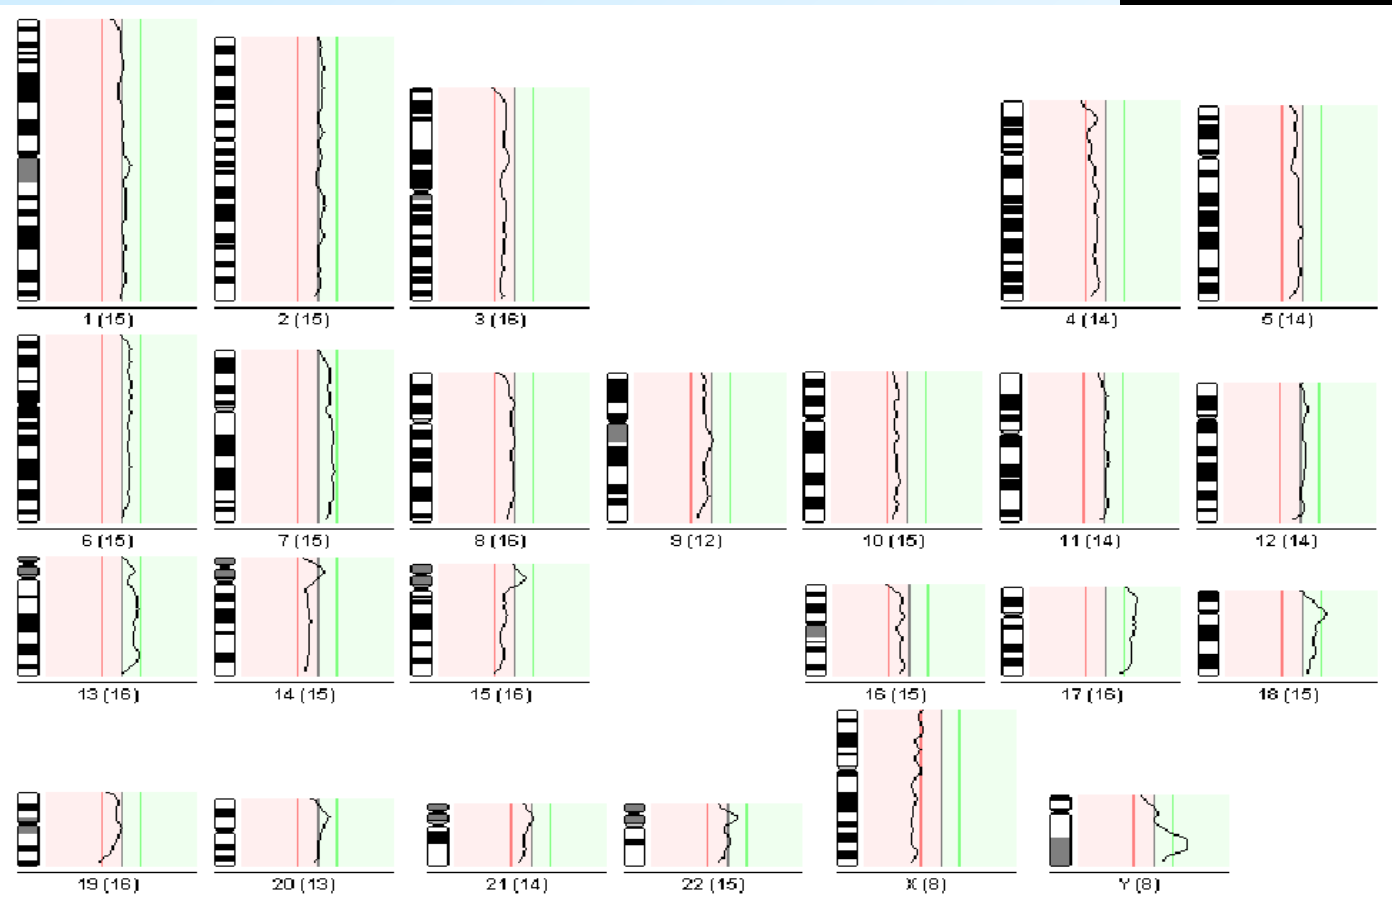 1 (15) 2 (15) 3 (16) 4 (14) 5 (14)
6 (15) 7 (15) 8 (16) 9 (12) 10 (15) 11 (14) 12 (14)
13 (16) 14 (15) 15 (16) 16 (15) 17 (16) 18 (15)
19 (16) 20 (13) 21 (14) 22 (15) X (8) Y (8)